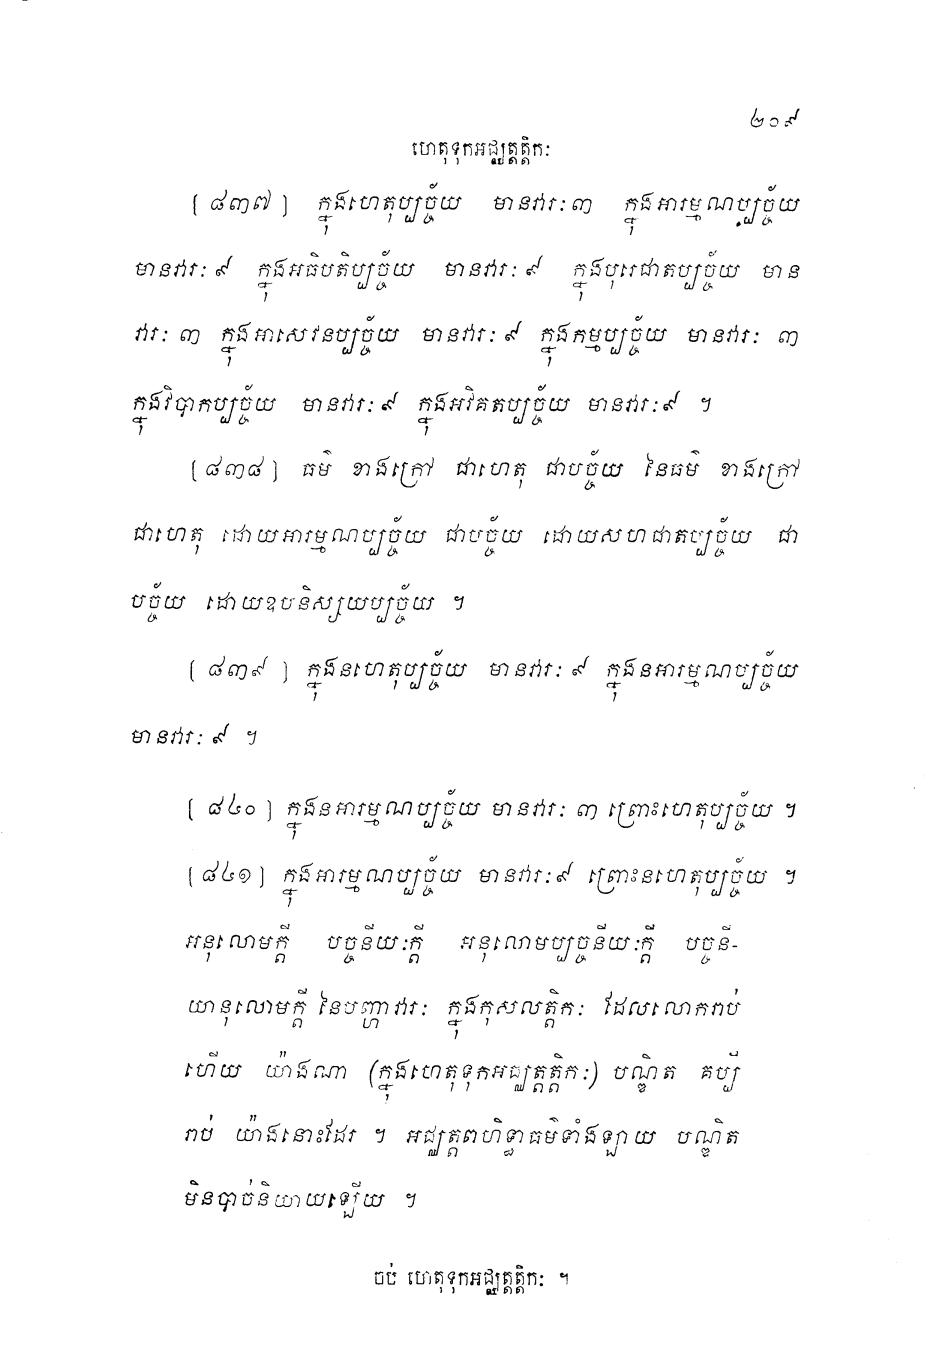 ២០៩
ហេតុទុកអជ្ឈត្តត្តិកៈ
[ ៨៣៧ ] ក្នុងហេតុប្បច្ច័យ មានវារៈ៣ ក្នុងអារម្មណប្បច្ច័យ
មានវារៈ ៩ ក្នុងអធិបតិប្បច្ច័យ មានវារៈ ៩ ក្នុងបុរេជាតប្បច្ច័យ មាន
វារៈ ៣ ក្នុងអាសេវនប្បច្ច័យ មានវារៈ ៩ ក្នុងកម្មប្បច្ច័យ មានវារៈ ៣
ក្នុងវិបាកប្បច្ច័យ មានវារៈ ៩ ក្នុងអវិគតប្បច្ច័យ មានវារៈ៩ ។
[ ៨៣៨ ] ធម៌ ខាងក្រៅ ជាហេតុ ជាបច្ច័យ នៃធម៌ ខាងក្រៅ
ជាហេតុ ដោយអារម្មណប្បច្ច័យ ជាបច្ច័យ ដោយសហជាតប្បច្ច័យ ជា
បច្ច័យ ដោយឧបនិស្សយប្បច្ច័យ ។
[ ៨៣៩ ] ក្នុងនហេតុប្បច្ច័យ មានវារៈ ៩ ក្នុងនអារម្មណប្បច្ច័យ
មានវារៈ ៩ ។
[ ៨៤០ ] ក្នុងនអារម្មណប្បច្ច័យ មានវារៈ ៣ ព្រោះហេតុប្បច្ច័យ ។
[ ៨៤១ ] ក្នុងអារម្មណប្បច្ច័យ មានវារៈ៩ ព្រោះនហេតុប្បច្ច័យ ។
អនុលោមក្តី បច្ចនីយៈក្តី អនុលោមប្បច្ចនីយៈក្តី បច្ចនី-
យានុលោមក្តី នៃបញ្ហាវារៈ ក្នុងកុសលត្តិកៈ ដែលលោករាប់
ហើយ យ៉ាងណា (ក្នុងហេតុទុកអជ្ឈត្តត្តិកៈ) បណ្ឌិត គប្បី
រាប់ យ៉ាងនោះដែរ ។ អជ្ឈត្តពហិទ្ធាធម៌ទាំងឡាយ បណ្ឌិត
មិនបាច់និយាយឡើយ ។
ចប់ ហេតុទុកអជ្ឈត្តត្តិកៈ ។